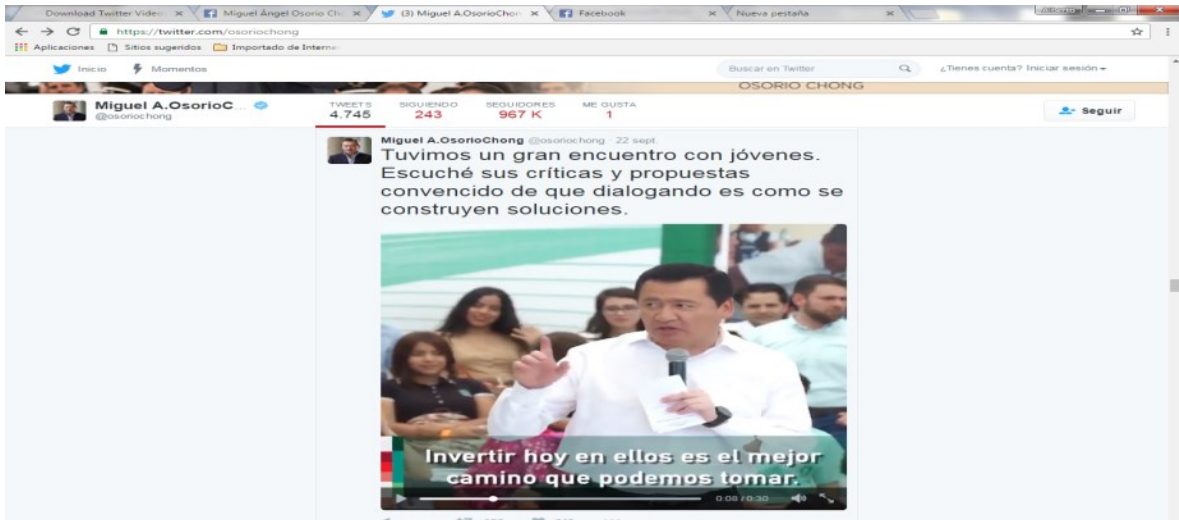 Download Twitter Video
Miguel Ángel Osorio Ch
(3) Miguel A.OsorioChon
Facebook
Nueva pestaña
https://twitter.com/osoriochong
Aplicaciones
Sitios sugeridos
Importado de Interne
Inicio
Momentos
Buscar en Twitter
¿Tienes cuenta? Iniciar sesión
OSORIO CHONG
Miguel A.OsorioC...
@osoriochong
TWEETS
4.745
SIGUIENDO
243
SEGUIDORES
967 K
ME GUSTA
1
Seguir
Miguel A.OsorioChong @osoriochong · 22 sept.
Tuvimos un gran encuentro con jóvenes.
Escuché sus críticas y propuestas
convencido de que dialogando es como se
construyen soluciones.
Invertir hoy en ellos es el mejor
camino que podemos tomar.
0:08 / 0:30